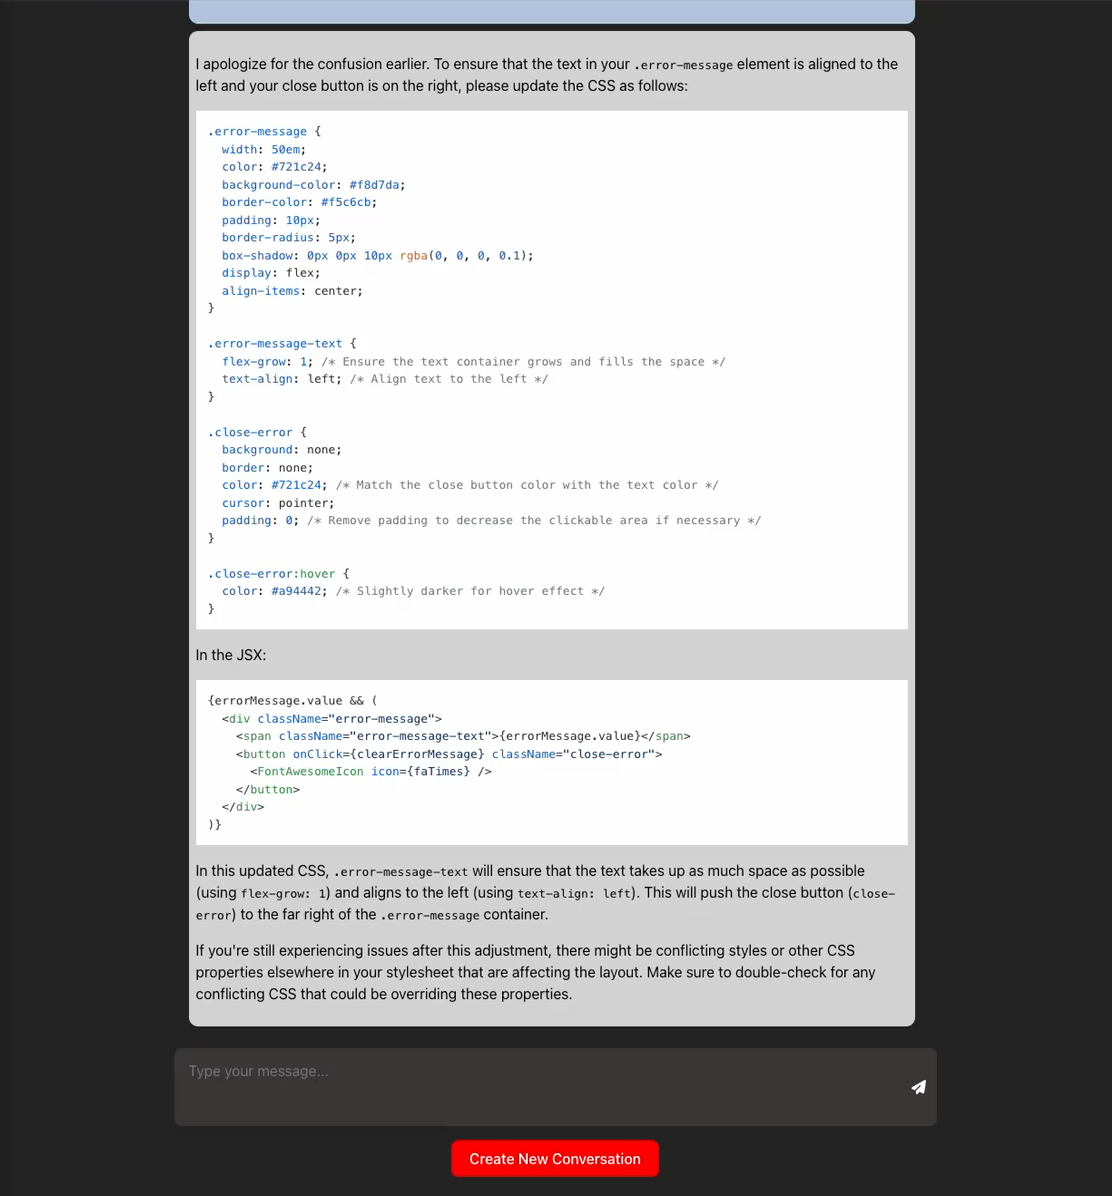 I apologize for the confusion earlier. To ensure that the text in your .error-message element is aligned to the
left and your close button is on the right, please update the CSS as follows:
.error-message {
  width: 50em;
  color: #721c24;
  background-color: #f8d7da;
  border-color: #f5c6cb;
  padding: 10px;
  border-radius: 5px;
  box-shadow: 0px 0px 10px rgba(0, 0, 0, 0.1);
  display: flex;
  align-items: center;
}
.error-message-text {
  flex-grow: 1; /* Ensure the text container grows and fills the space */
  text-align: left; /* Align text to the left */
}
.close-error {
  background: none;
  border: none;
  color: #721c24; /* Match the close button color with the text color */
  cursor: pointer;
  padding: 0; /* Remove padding to decrease the clickable area if necessary */
}
.close-error:hover {
  color: #a94442; /* Slightly darker for hover effect */
}
In the JSX:
{errorMessage.value && (
  <div className="error-message">
    <span className="error-message-text">{errorMessage.value}</span>
    <button onClick={clearErrorMessage} className="close-error">
      <FontAwesomeIcon icon={faTimes} />
    </button>
  </div>
)}
In this updated CSS, .error-message-text will ensure that the text takes up as much space as possible
(using flex-grow: 1) and aligns to the left (using text-align: left). This will push the close button (close-
error) to the far right of the .error-message container.
If you're still experiencing issues after this adjustment, there might be conflicting styles or other CSS
properties elsewhere in your stylesheet that are affecting the layout. Make sure to double-check for any
conflicting CSS that could be overriding these properties.
Type your message...
Create New Conversation